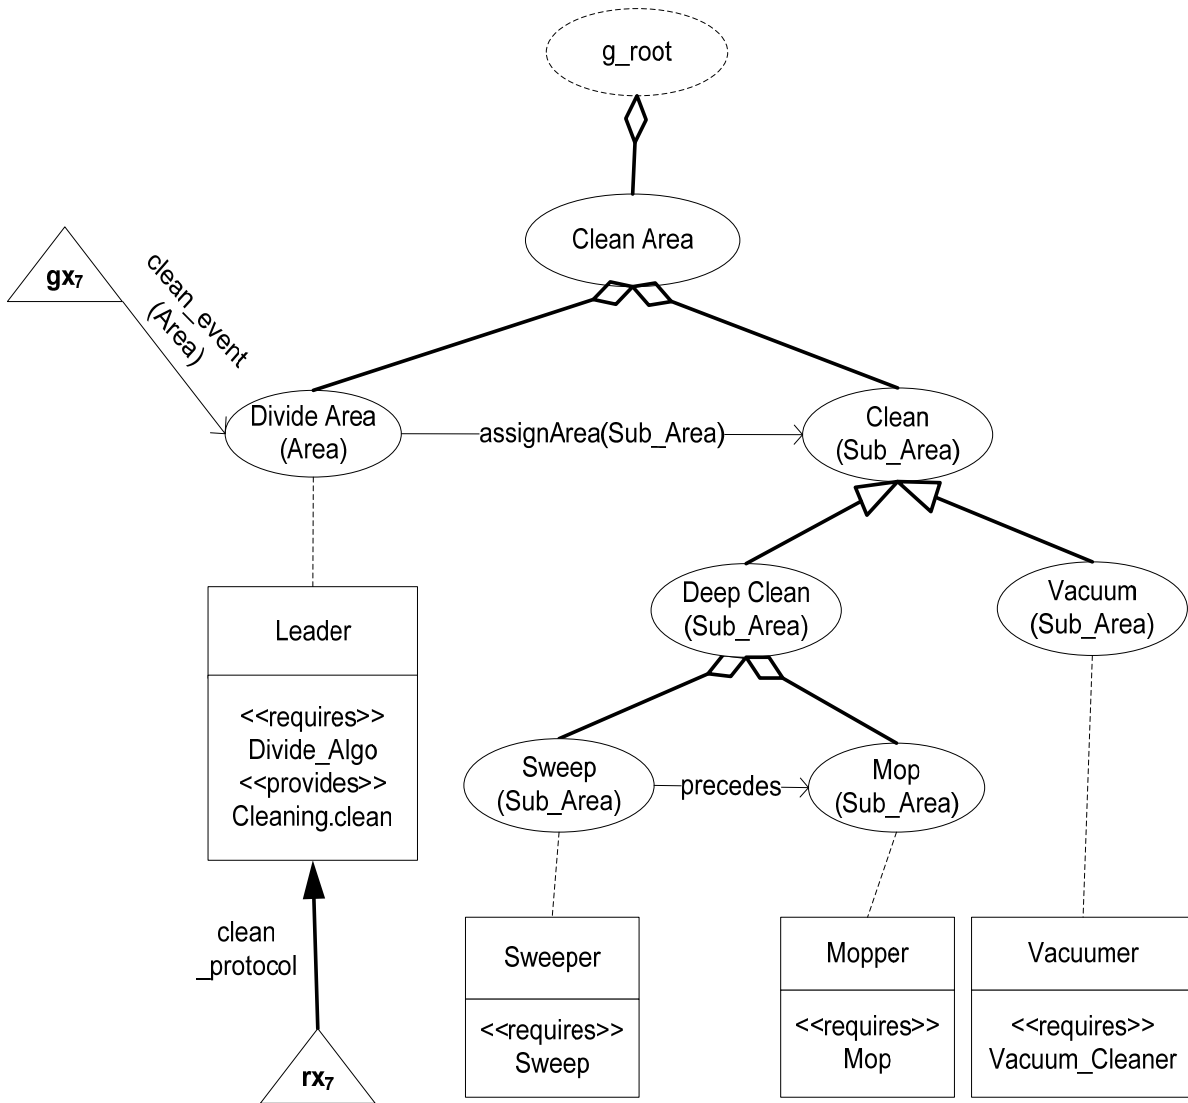 g_root
Clean Area
gx₇
clean_event
(Area)
Divide Area
(Area)
assignArea(Sub_Area)
Clean
(Sub_Area)
Deep Clean
(Sub_Area)
Vacuum
(Sub_Area)
Leader
<<requires>>
Divide_Algo
<<provides>>
Cleaning.clean
Sweep
(Sub_Area)
precedes
Mop
(Sub_Area)
clean
_protocol
rx₇
Sweeper
<<requires>>
Sweep
Mopper
<<requires>>
Mop
Vacuumer
<<requires>>
Vacuum_Cleaner